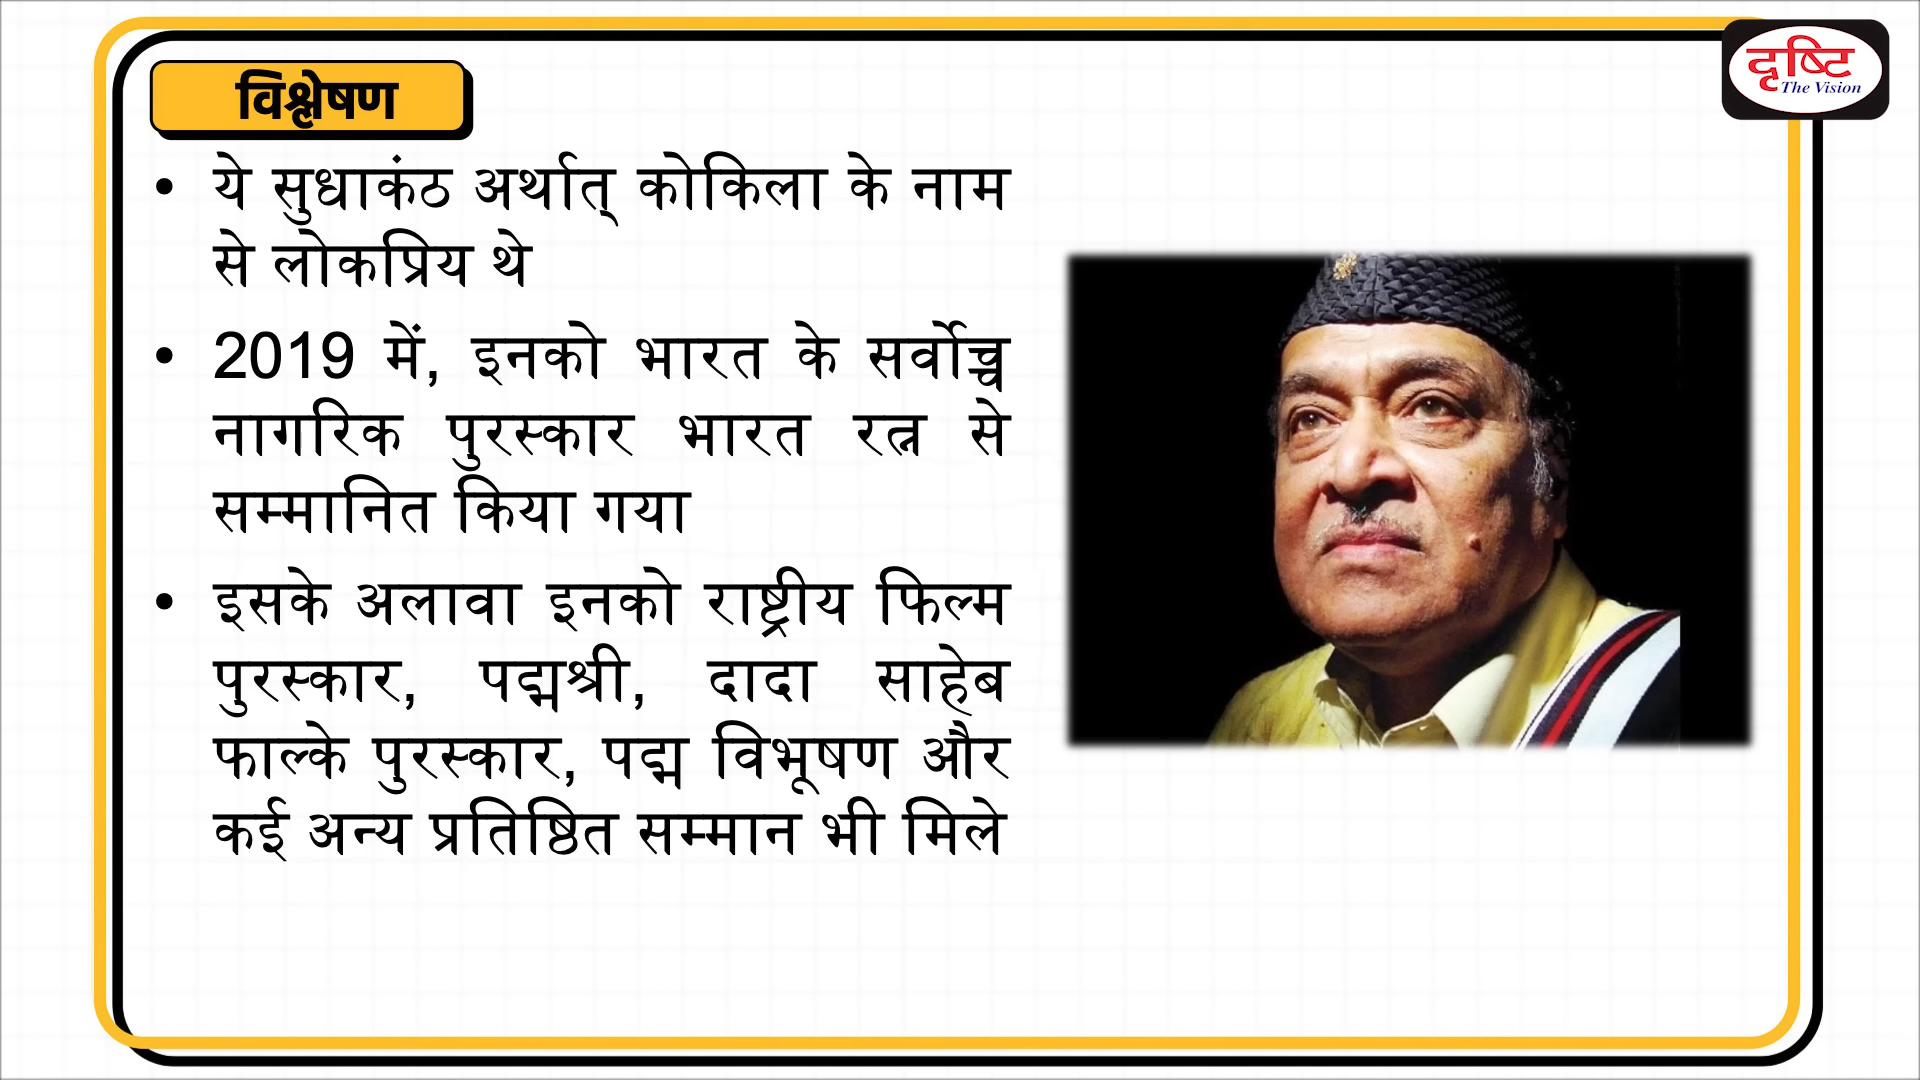 विश्लेषण
दृष्टि
The Vision
• ये सुधाकंठ अर्थात् कोकिला के नाम
से लोकप्रिय थे
• 2019 में, इनको भारत के सर्वोच्च
नागरिक पुरस्कार भारत रत्न से
सम्मानित किया गया
• इसके अलावा इनको राष्ट्रीय फिल्म
पुरस्कार, पद्मश्री, दादा साहेब
फाल्के पुरस्कार, पद्म विभूषण और
कई अन्य प्रतिष्ठित सम्मान भी मिले